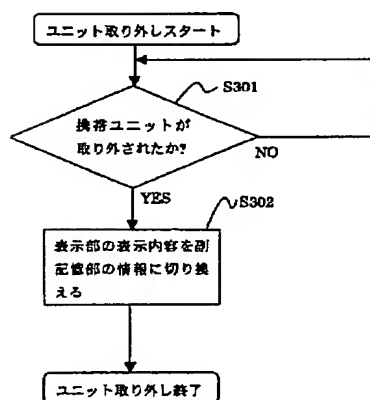 ユニット取り外しスタート
S301
携帯ユニットが
取り外されたか?
NO
YES
S302
表示部の表示内容を副
記憶部の情報に切り換
える
ユニット取り外し終了